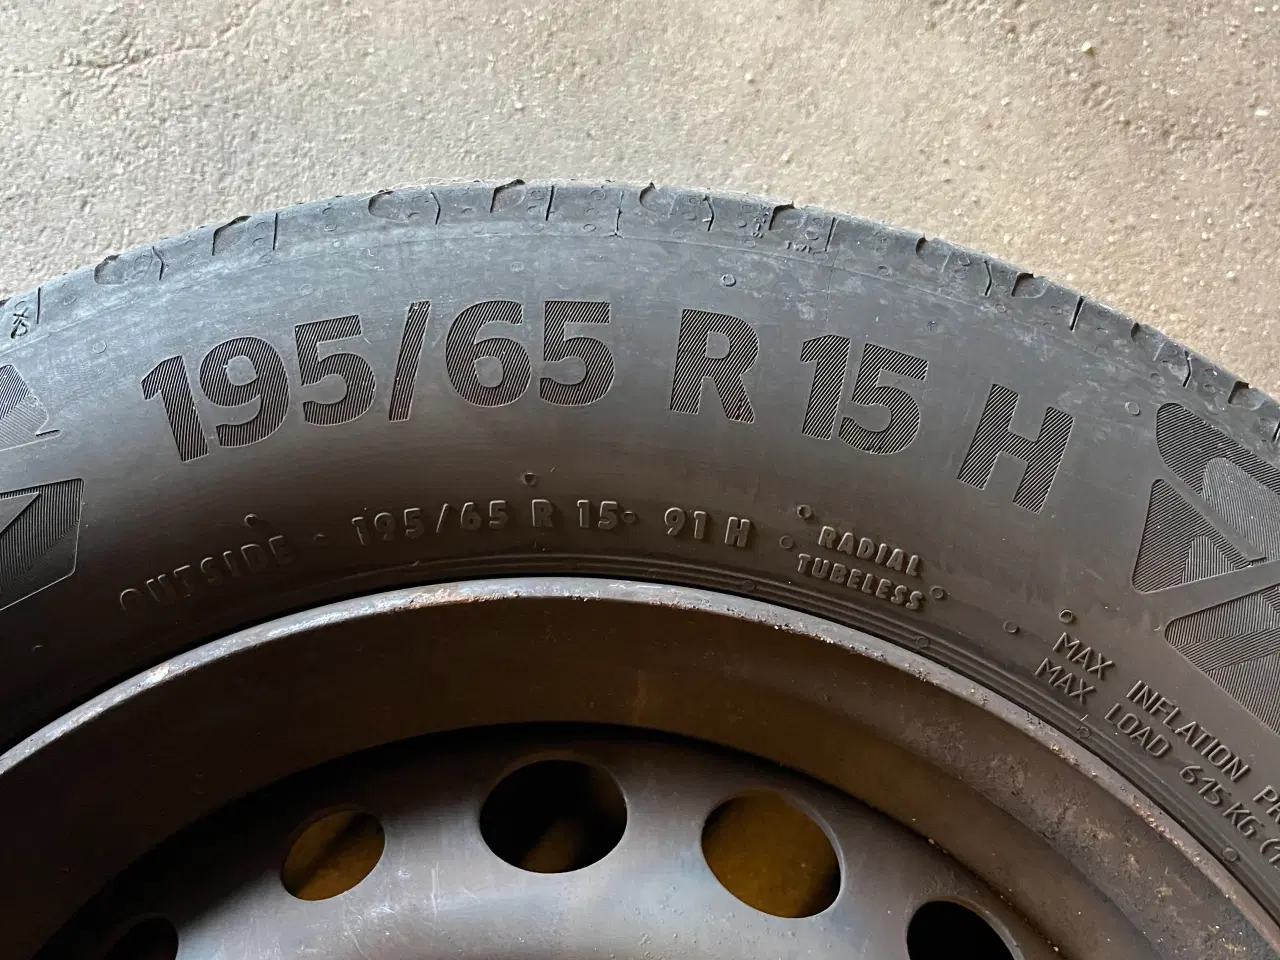 195/65 R 15 H
OUTSIDE · 195/65 R 15 · 91 H
RADIAL
TUBELESS
MAX INFLATION
MAX LOAD 615 KG